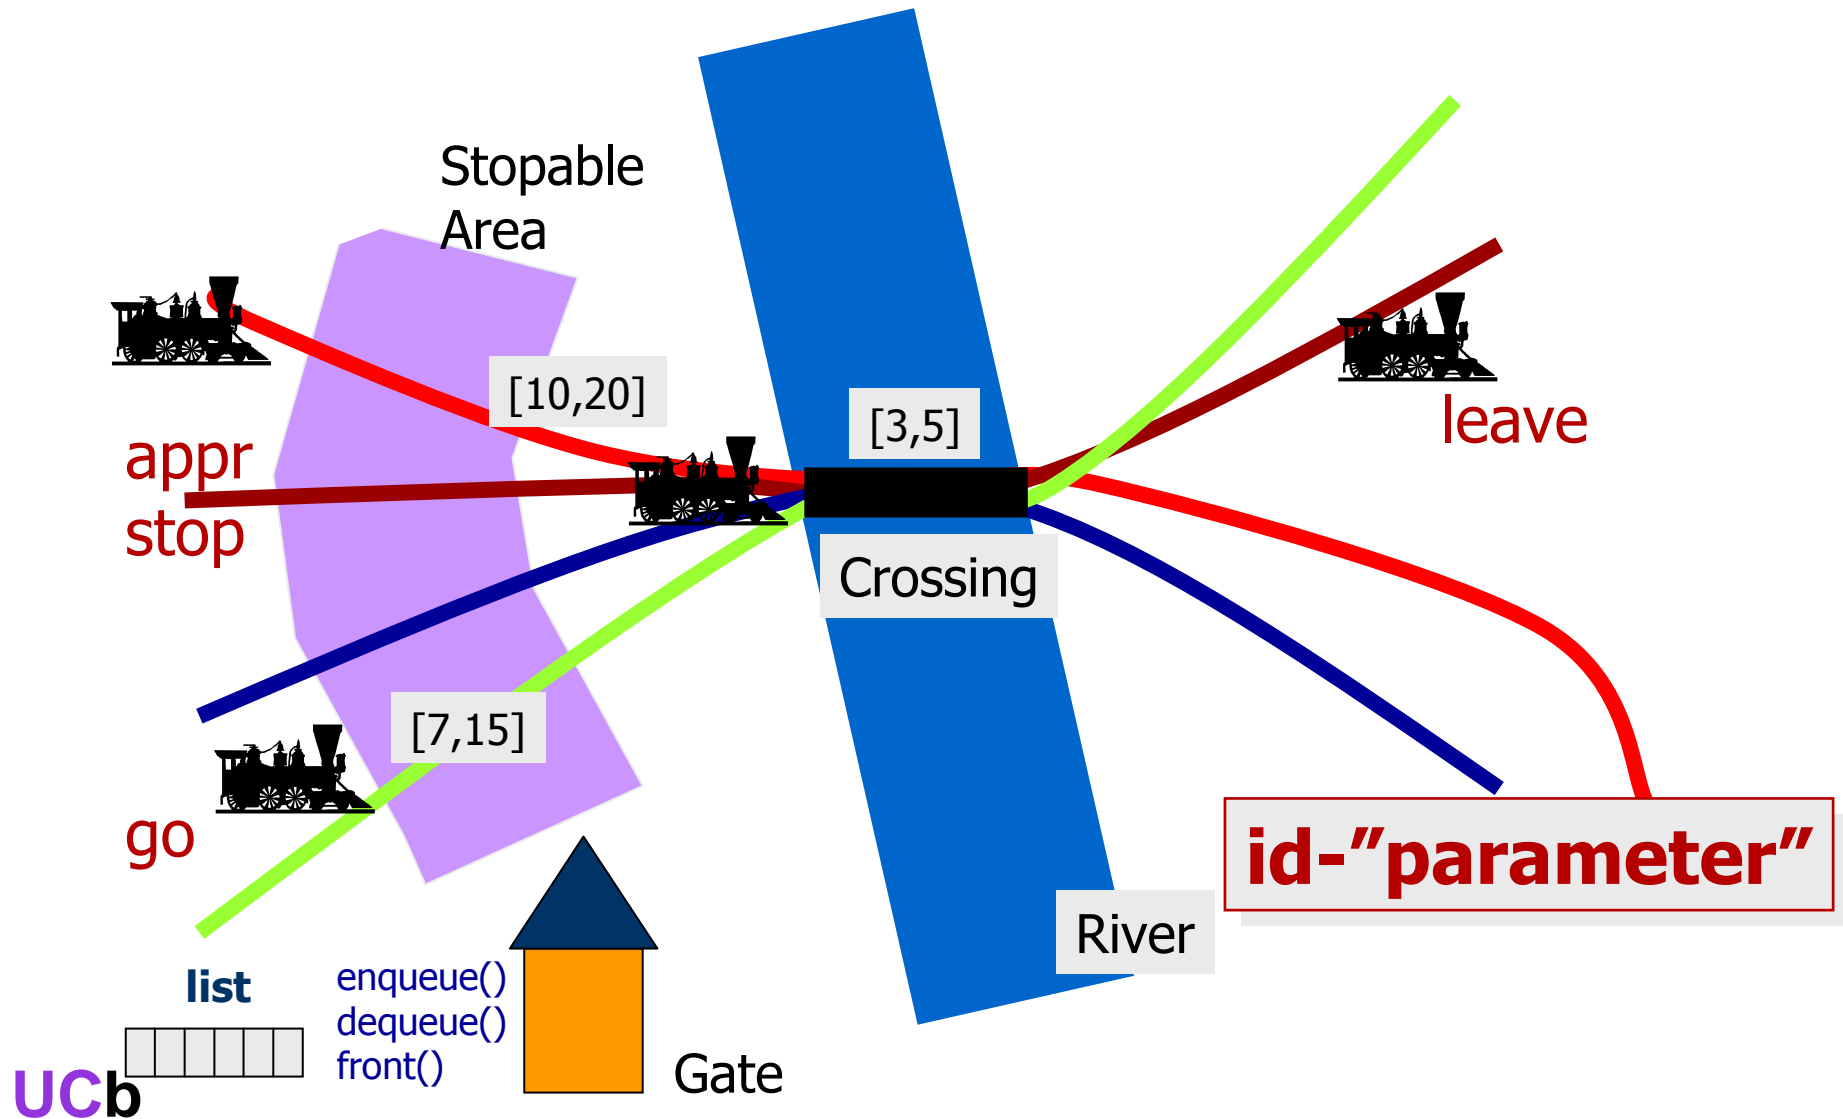 Stopable
Area
[10,20]
[3,5]
leave
appr
stop
Crossing
[7,15]
go
id-”parameter”
River
list
enqueue()
dequeue()
front()
Gate
UCb